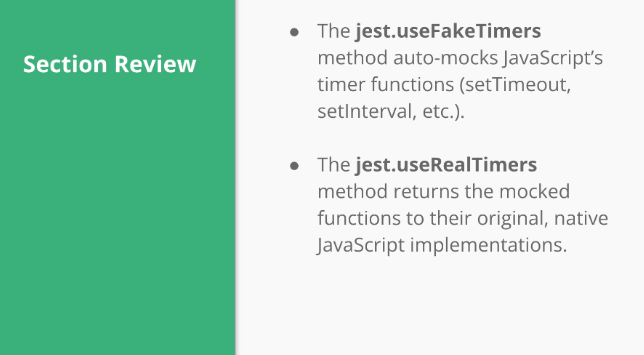 Section Review
● The jest.useFakeTimers
method auto-mocks JavaScript’s
timer functions (setTimeout,
setInterval, etc.).
● The jest.useRealTimers
method returns the mocked
functions to their original, native
JavaScript implementations.